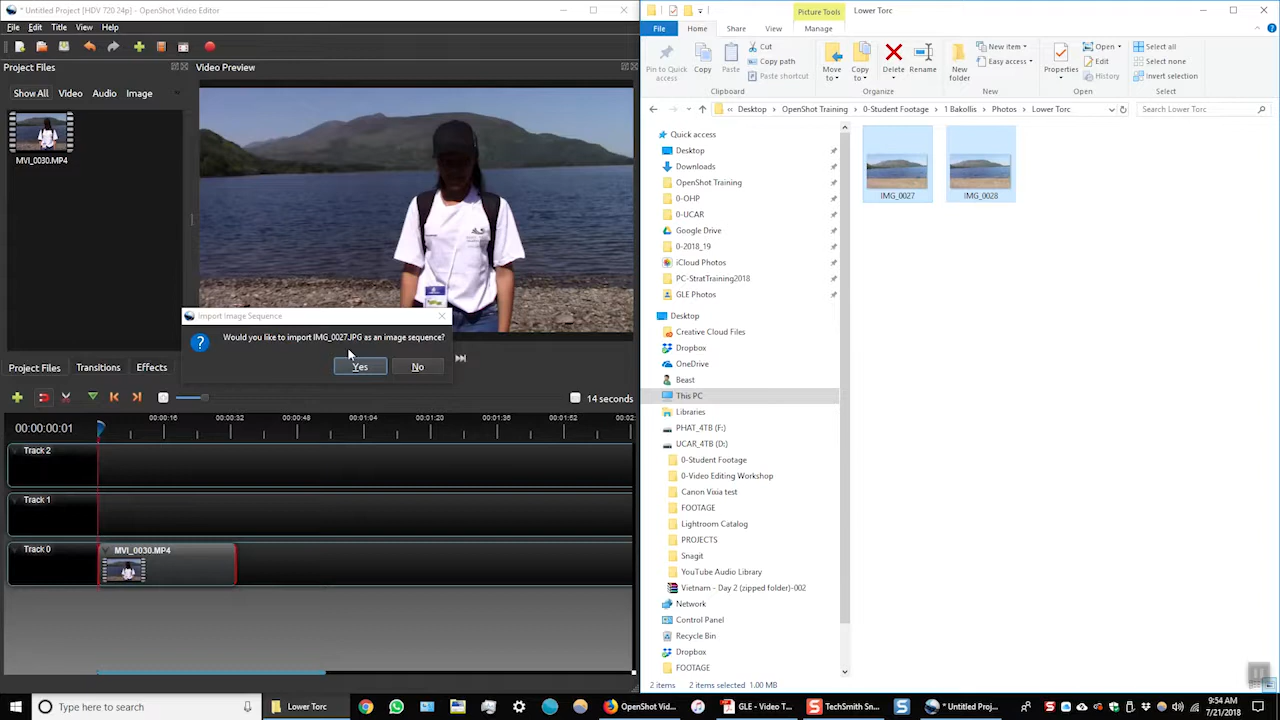 * Untitled Project [HDV 720 24p] - OpenShot Video Editor
File Edit Title View Help
Project Files
Video Preview
Show All Video Audio Image
MVI_0030.MP4
Import Image Sequence
Would you like to import IMG_0027.JPG as an image sequence?
Yes No
Project Files Transitions Effects
14 seconds
00:00:00:01
00:00:16 00:00:32 00:00:48 00:01:04 00:01:20 00:01:36 00:01:52 00:02:
Track 2
Track 1
Track 0
MVI_0030.MP4
Picture Tools
Lower Torc
File Home Share View Manage
Pin to Quick access
Copy
Paste
Cut
Copy path
Paste shortcut
Clipboard
Move to
Copy to
Delete
Rename
Organize
New folder
New item
Easy access
New
Properties
Open
Edit
History
Open
Select all
Select none
Invert selection
Select
« Desktop OpenShot Training 0-Student Footage 1 Bakollis Photos Lower Torc
Search Lower Torc
Quick access
Desktop
Downloads
OpenShot Training
0-OHP
0-UCAR
Google Drive
0-2018_19
iCloud Photos
PC-StratTraining2018
GLE Photos
Desktop
Creative Cloud Files
Dropbox
OneDrive
Beast
This PC
Libraries
PHAT_4TB (F:)
UCAR_4TB (D:)
0-Student Footage
0-Video Editing Workshop
Canon Vixia test
FOOTAGE
Lightroom Catalog
PROJECTS
Snagit
YouTube Audio Library
Vietnam - Day 2 (zipped folder)-002
Network
Control Panel
Recycle Bin
Dropbox
FOOTAGE
IMG_0027
IMG_0028
2 items 2 items selected 1.00 MB
Type here to search
Lower Torc
OpenShot Vid...
GLE - Video T...
TechSmith Sn...
* Untitled Proj...
9:54 AM
7/21/2018